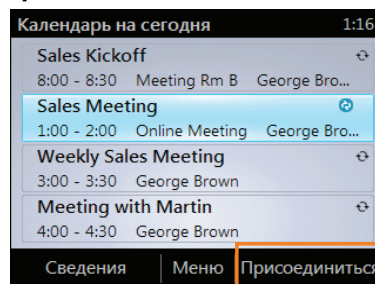 Календарь на сегодня 1:16
Sales Kickoff
8:00 - 8:30 Meeting Rm B George Bro...
Sales Meeting
1:00 - 2:00 Online Meeting George Bro...
Weekly Sales Meeting
3:00 - 3:30 George Brown
Meeting with Martin
4:00 - 4:30 George Brown
Сведения Меню Присоединиться